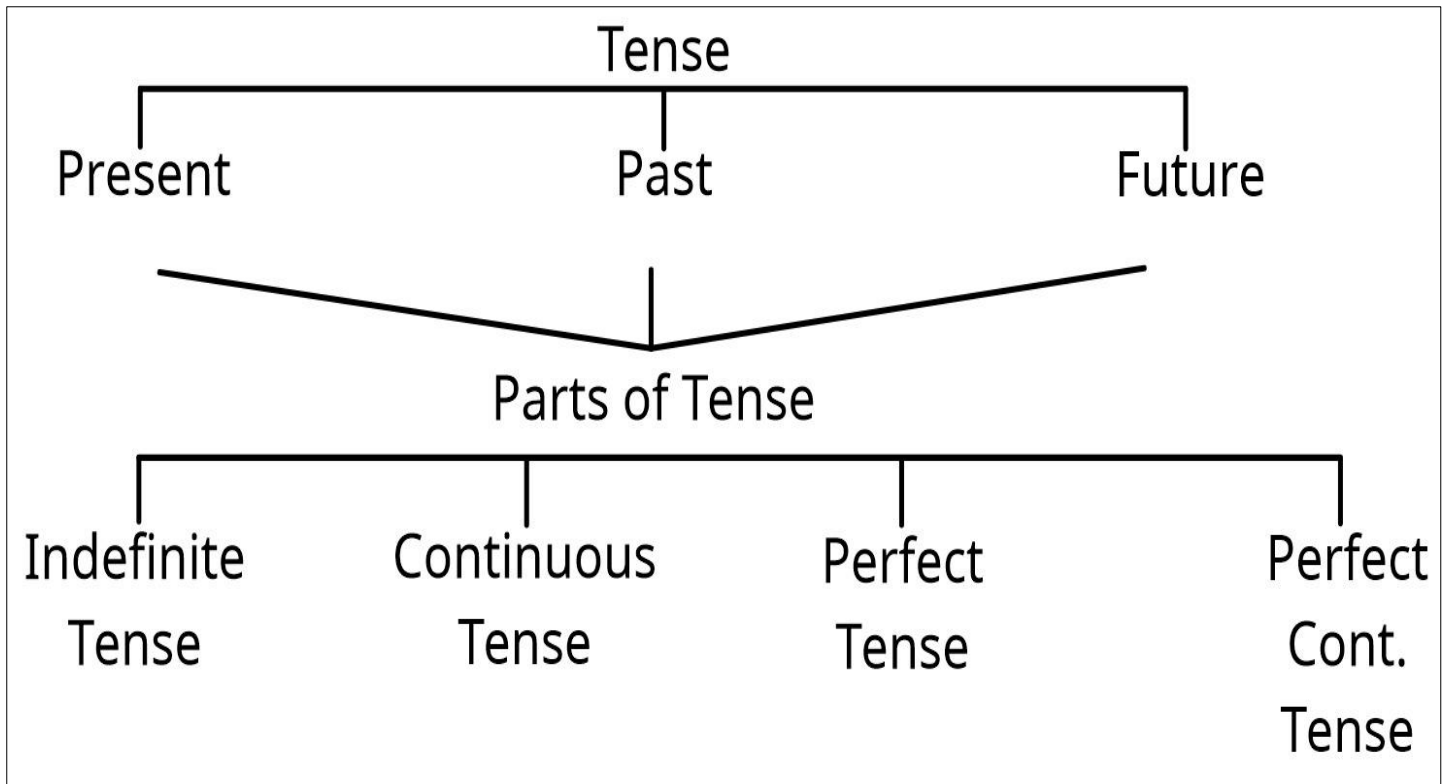 Tense
Present Past Future
Parts of Tense
Indefinite Continuous Perfect Perfect
Tense Tense Tense Cont.
Tense